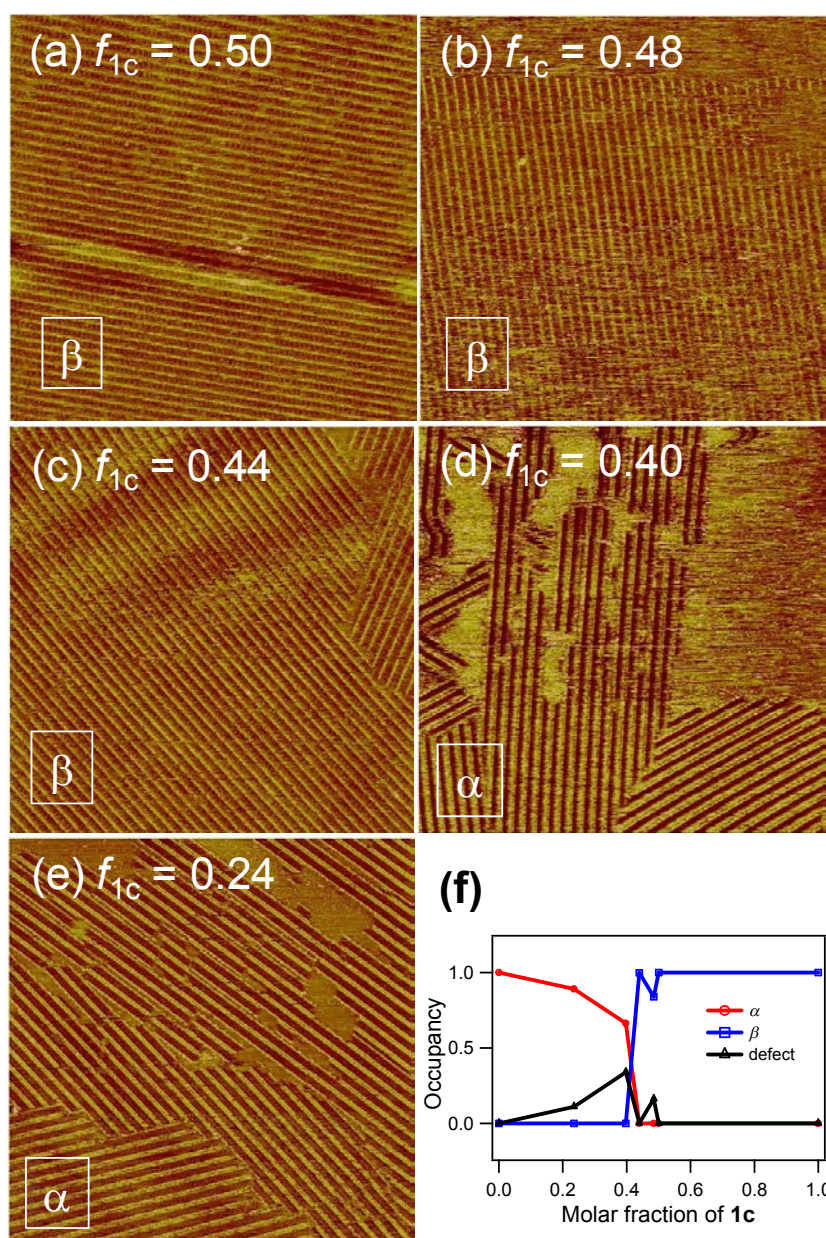 (a) f1c = 0.50
β
(b) f1c = 0.48
β
(c) f1c = 0.44
β
(d) f1c = 0.40
α
(e) f1c = 0.24
α
(f)
Occupancy
1.0
0.5
0.0
α
β
defect
0.0 0.2 0.4 0.6 0.8 1.0
Molar fraction of 1c